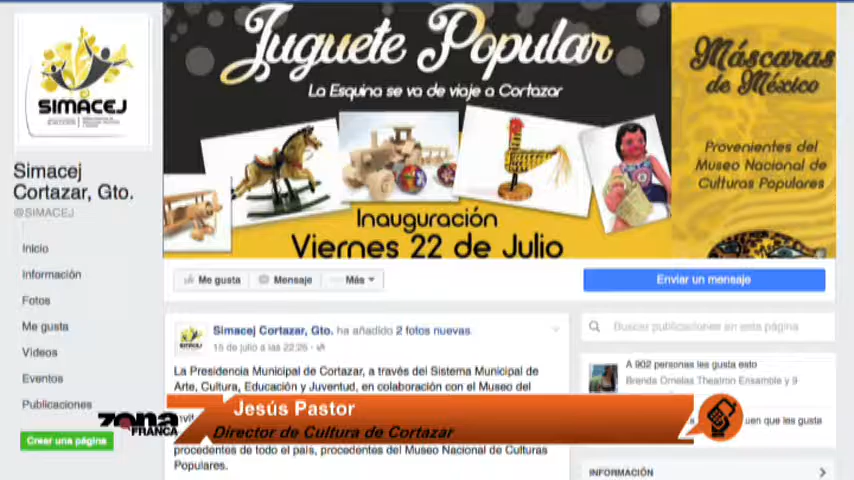 Juguete Popular
La Esquina se va de viaje a Cortazar
Máscaras
de México
Provenientes del
Museo Nacional de
Culturas Populares
Inauguración
Viernes 22 de Julio
SIMACEJ
Simacej
Cortazar, Gto.
@SIMACEJ
Inicio
Información
Fotos
Me gusta
Videos
Eventos
Publicaciones
Crear una página
Me gusta
Mensaje
Más
Enviar un mensaje
Simacej Cortazar, Gto. ha añadido 2 fotos nuevas.
15 de julio a las 22:26
La Presidencia Municipal de Cortazar, a través del Sistema Municipal de
Arte, Cultura, Educación y Juventud, en colaboración con el Museo del
procedentes de todo el país, procedentes del Museo Nacional de Culturas
Populares.
Buscar publicaciones en esta página
A 902 personas les gusta esto
Brenda Ornelas Theatron Ensamble y 9
uen que les gusta
INFORMACIÓN
ZONA
FRANCA
Jesús Pastor
Director de Cultura de Cortazar